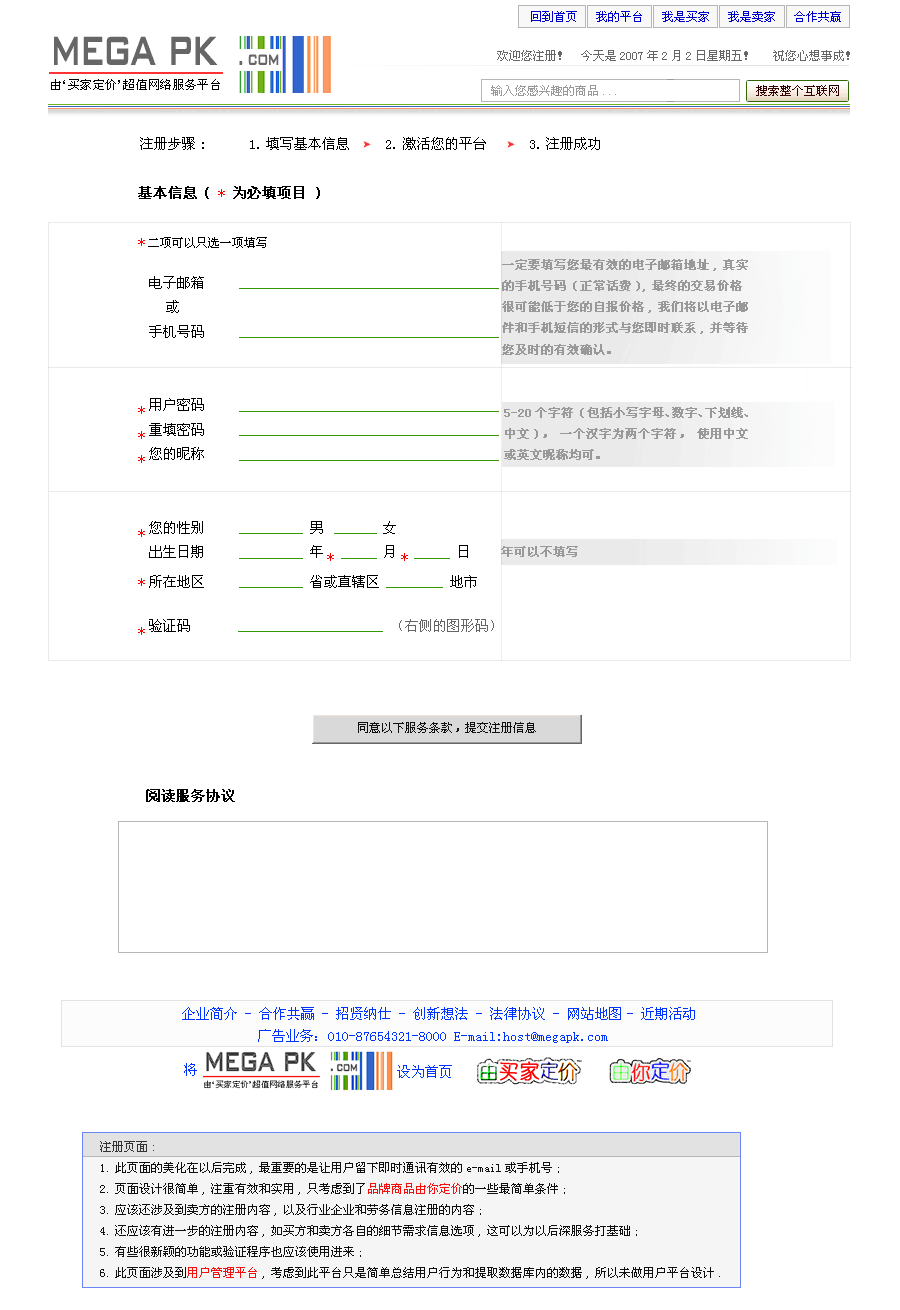 回到首页 我的平台 我是买家 我是卖家 合作共赢
MEGA PK .COM
由‘买家定价’超值网络服务平台
欢迎您注册! 今天是 2007 年 2 月 2 日星期五! 祝您心想事成!
输入您感兴趣的商品 . . . 搜索整个互联网
注册步骤 : 1. 填写基本信息 2. 激活您的平台 3. 注册成功
基本信息 ( * 为必填项目 )
* 二项可以只选一项填写
电子邮箱
或
手机号码
一定要填写您最有效的电子邮箱地址 , 真实
的手机号码 ( 正常话费 ) , 最终的交易价格
很可能低于您的自报价格 , 我们将以电子邮
件和手机短信的形式与您即时联系 , 并等待
您及时的有效确认。
* 用户密码
* 重填密码
* 您的昵称
5-20 个字符 ( 包括小写字母、数字、下划线、
中文 ) 。 一个汉字为两个字符 。 使用中文
或英文昵称均可。
* 您的性别 男 女
出生日期 年 * 月 * 日
年可以不填写
* 所在地区 省或直辖区 地市
* 验证码 （右侧的图形码）
同意以下服务条款，提交注册信息
阅读服务协议
企业简介 - 合作共赢 - 招贤纳仕 - 创新想法 - 法律协议 - 网站地图 - 近期活动
广告业务: 010-87654321-8000 E-mail:host@megapk.com
将 MEGA PK .COM 设为首页 由买家定价 由你定价
由‘买家定价’超值网络服务平台
注册页面 :
1. 此页面的美化在以后完成 , 最重要的是让用户留下即时通讯有效的 e-mail 或手机号 ;
2. 页面设计很简单 , 注重有效和实用 , 只考虑到了品牌商品由你定价的一些最简单条件 ;
3. 应该还涉及到卖方的注册内容 , 以及行业企业和劳务信息注册的内容 ;
4. 还应该有进一步的注册内容 , 如买方和卖方各自的细节需求信息选项 , 这可以为以后深服务打基础 ;
5. 有些很新颖的功能或验证程序也应该使用进来 ;
6. 此页面涉及到用户管理平台 , 考虑到此平台只是简单总结用户行为和提取数据库内的数据 , 所以未做用户平台设计 .